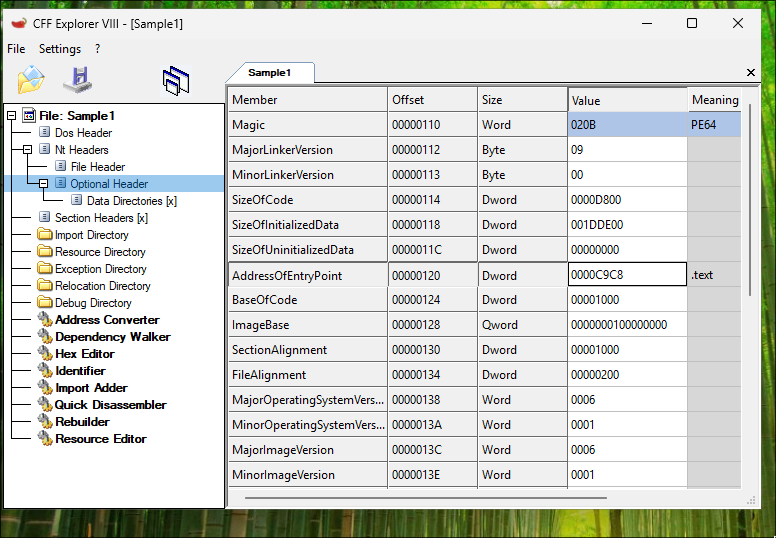 CFF Explorer VIII - [Sample1]
File Settings ?
File: Sample1
Dos Header
Nt Headers
File Header
Optional Header
Data Directories [x]
Section Headers [x]
Import Directory
Resource Directory
Exception Directory
Relocation Directory
Debug Directory
Address Converter
Dependency Walker
Hex Editor
Identifier
Import Adder
Quick Disassembler
Rebuilder
Resource Editor
Sample1
Member Offset Size Value Meaning
Magic 00000110 Word 020B PE64
MajorLinkerVersion 00000112 Byte 09
MinorLinkerVersion 00000113 Byte 00
SizeOfCode 00000114 Dword 0000D800
SizeOfInitializedData 00000118 Dword 001DDE00
SizeOfUninitializedData 0000011C Dword 00000000
AddressOfEntryPoint 00000120 Dword 0000C9C8 .text
BaseOfCode 00000124 Dword 00001000
ImageBase 00000128 Qword 0000000100000000
SectionAlignment 00000130 Dword 00001000
FileAlignment 00000134 Dword 00000200
MajorOperatingSystemVers... 00000138 Word 0006
MinorOperatingSystemVers... 0000013A Word 0001
MajorImageVersion 0000013C Word 0006
MinorImageVersion 0000013E Word 0001